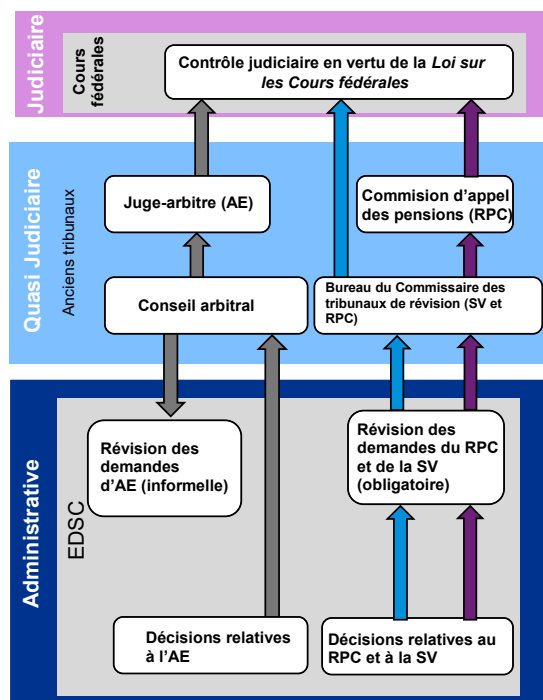 Judiciaire
Cours
fédérales
Contrôle judiciaire en vertu de la Loi sur
les Cours fédérales
Quasi Judiciaire
Anciens tribunaux
Juge-arbitre (AE)
Commision d'appel
des pensions (RPC)
Conseil arbitral
Bureau du Commissaire des
tribunaux de révision (SV et
RPC)
Administrative
EDSC
Révision des
demandes
d'AE (informelle)
Révision des
demandes du RPC
et de la SV
(obligatoire)
Décisions relatives
à l'AE
Décisions relatives au
RPC et à la SV